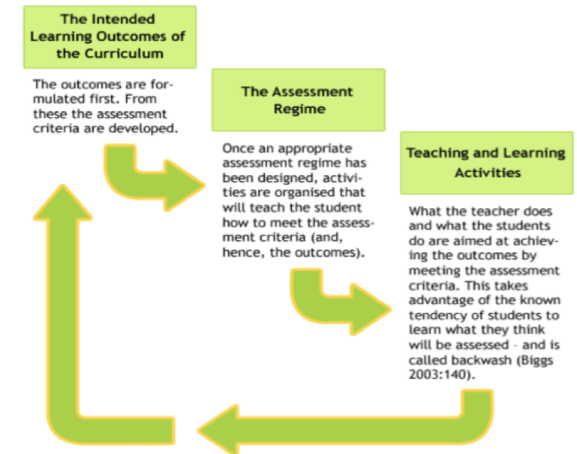 The Intended
Learning Outcomes of
the Curriculum
The outcomes are for-
mulated first. From
these the assessment
criteria are developed.
The Assessment
Regime
Once an appropriate
assessment regime has
been designed, activi-
ties are organised that
will teach the student
how to meet the assess-
ment criteria (and,
hence, the outcomes).
Teaching and Learning
Activities
What the teacher does
and what the students
do are aimed at achiev-
ing the outcomes by
meeting the assessment
criteria. This takes
advantage of the known
tendency of students to
learn what they think
will be assessed - and is
called backwash (Biggs
2003:140).